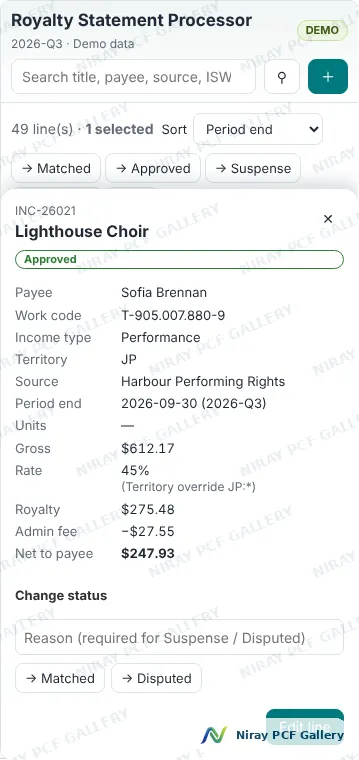 Royalty Statement Processor
2026-Q3 · Demo data
DEMO
Search title, payee, source, ISW
+
49 line(s) · 1 selected Sort Period end
→ Matched → Approved → Suspense
INC-26021
Lighthouse Choir
×
Approved
Payee Sofia Brennan
Work code T-905.007.880-9
Income type Performance
Territory JP
Source Harbour Performing Rights
Period end 2026-09-30 (2026-Q3)
Units —
Gross $612.17
Rate 45%
(Territory override JP:*)
Royalty $275.48
Admin fee −$27.55
Net to payee $247.93
Change status
Reason (required for Suspense / Disputed)
→ Matched → Disputed
Edit line
Niray PCF Gallery
NIRAY PCF GALLERY